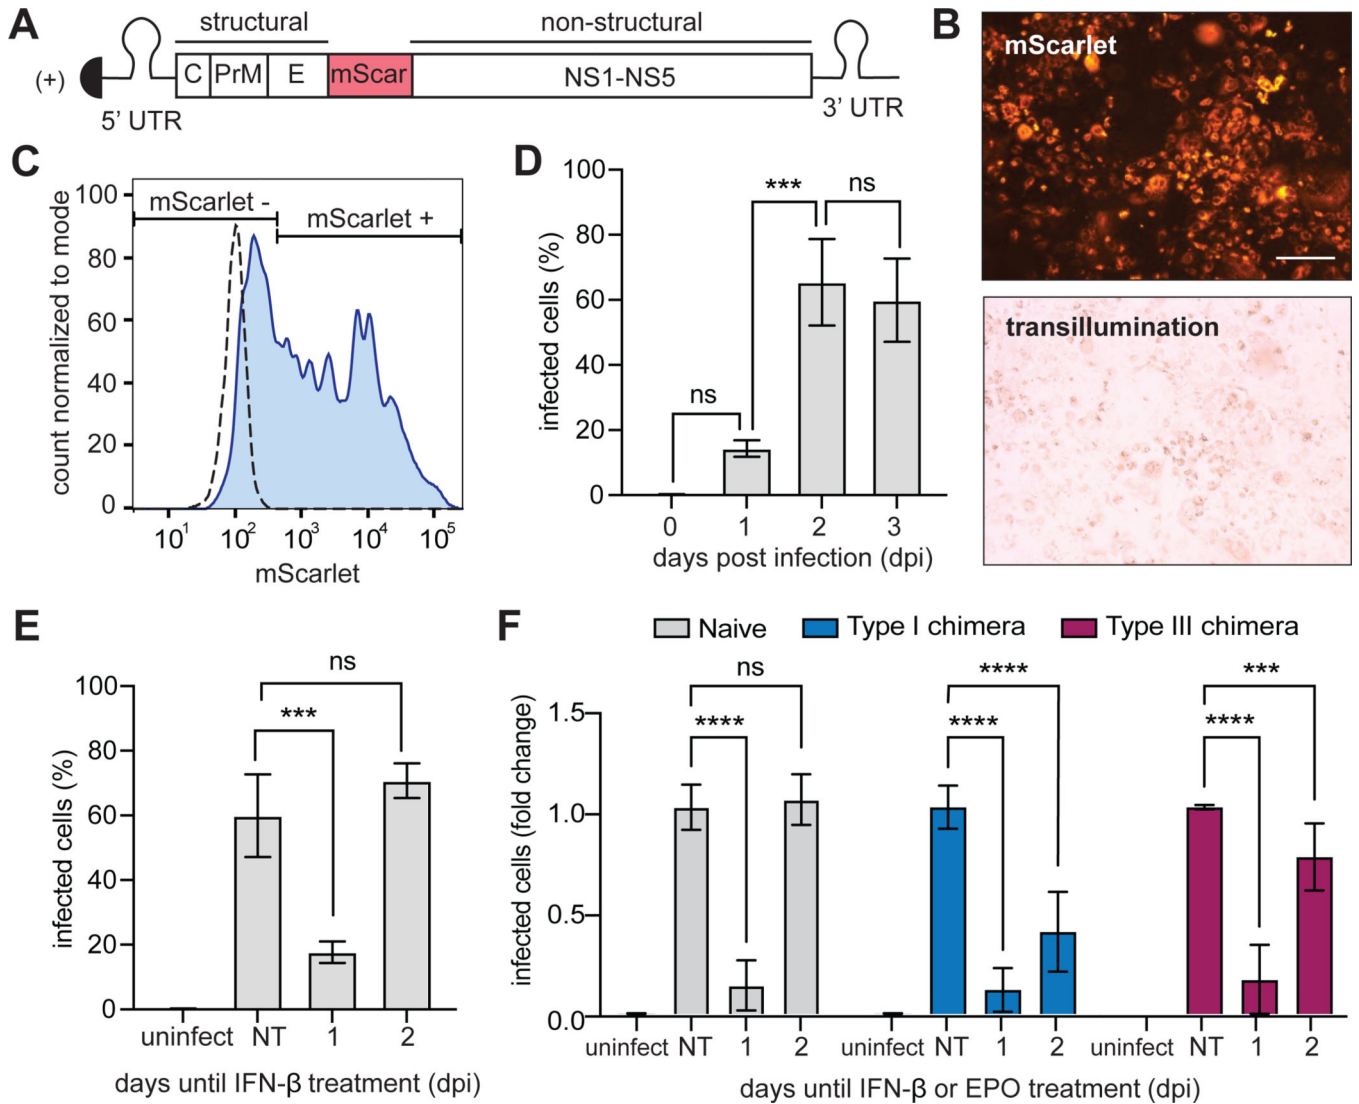 A
structural
non-structural
(+)
C
PrM
E
mScar
NS1-NS5
5' UTR
3' UTR
B
mScarlet
transillumination
C
count normalized to mode
100
80
60
40
20
0
mScarlet -
mScarlet +
10¹ 10² 10³ 10⁴ 10⁵
mScarlet
D
infected cells (%)
100
80
60
40
20
0
ns
***
ns
0 1 2 3
days post infection (dpi)
E
infected cells (%)
100
80
60
40
20
0
***
ns
uninfect NT 1 2
days until IFN-β treatment (dpi)
F
Naive
Type I chimera
Type III chimera
infected cells (fold change)
1.5
1.0
0.5
0.0
ns
****
****
****
***
****
uninfect NT 1 2 uninfect NT 1 2 uninfect NT 1 2
days until IFN-β or EPO treatment (dpi)